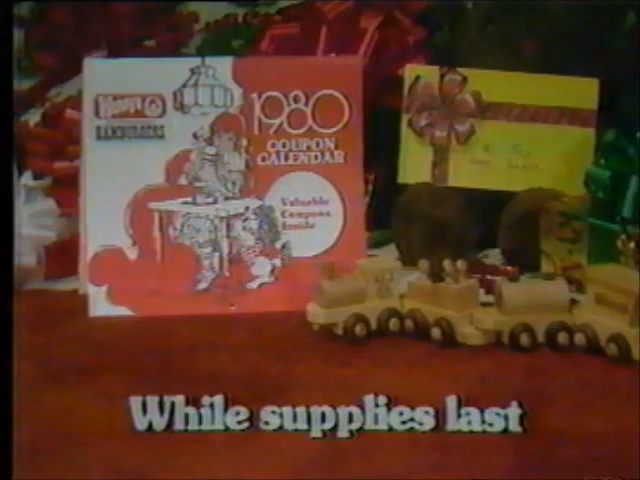 Wendy's
HAMBURGERS
1980
COUPON
CALENDAR
Valuable
Coupons
Inside
While supplies last